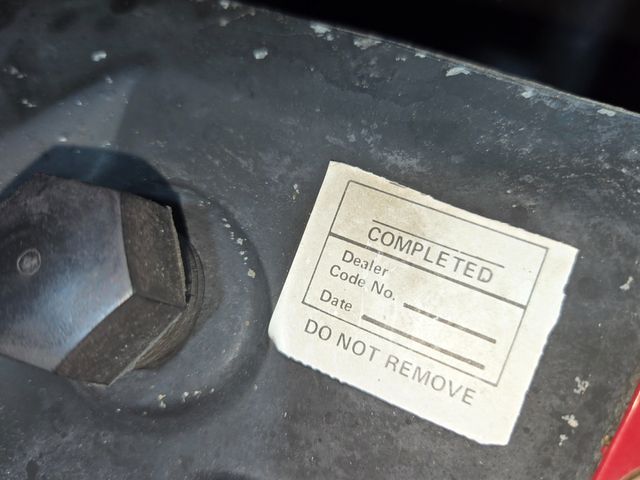 COMPLETED
Dealer
Code No.
Date
DO NOT REMOVE